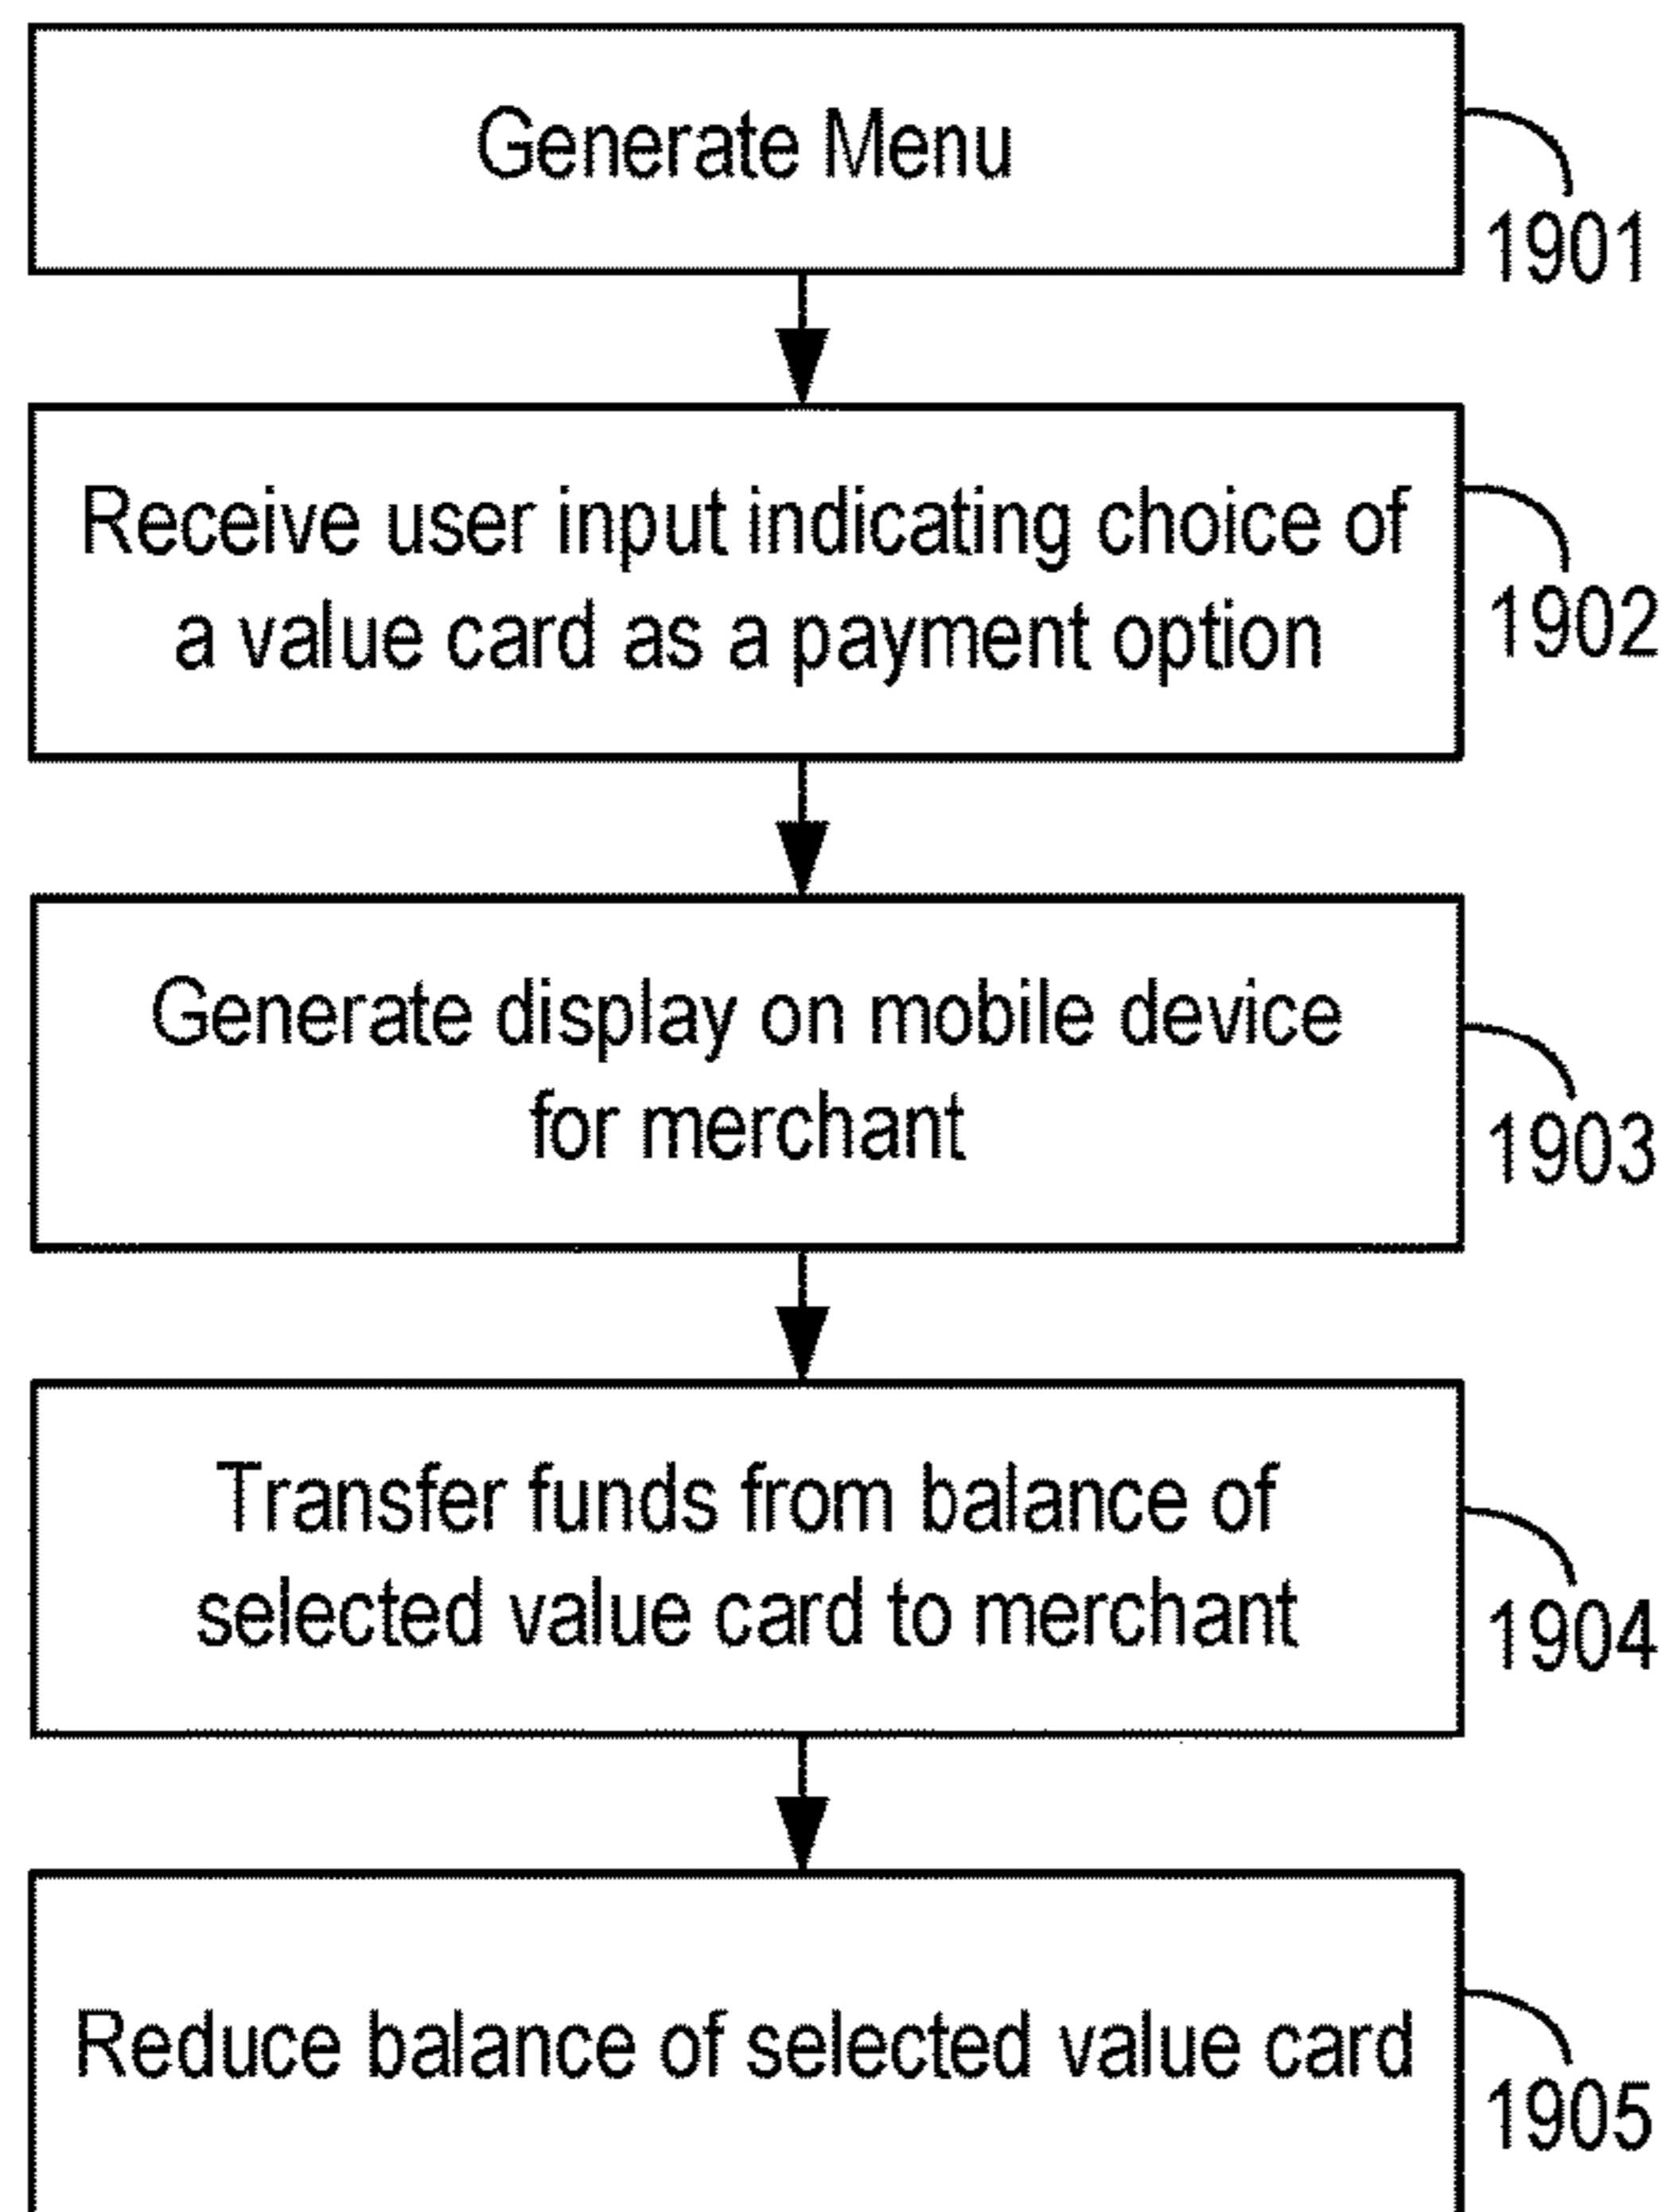 Generate Menu
1901
Receive user input indicating choice of
a value card as a payment option
1902
Generate display on mobile device
for merchant
1903
Transfer funds from balance of
selected value card to merchant
1904
Reduce balance of selected value card
1905